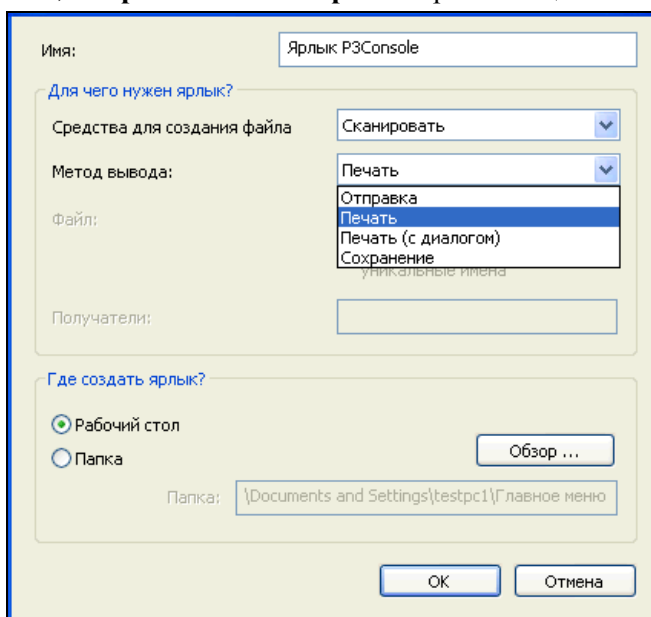 Имя:
Ярлык P3Console
Для чего нужен ярлык?
Средства для создания файла
Сканировать
Метод вывода:
Печать
Отправка
Печать
Печать (с диалогом)
Сохранение
Файл:
уникальные имена
Получатели:
Где создать ярлык?
Рабочий стол
Папка
Обзор ...
Папка:
\Documents and Settings\testpc1\Главное меню
OK
Отмена